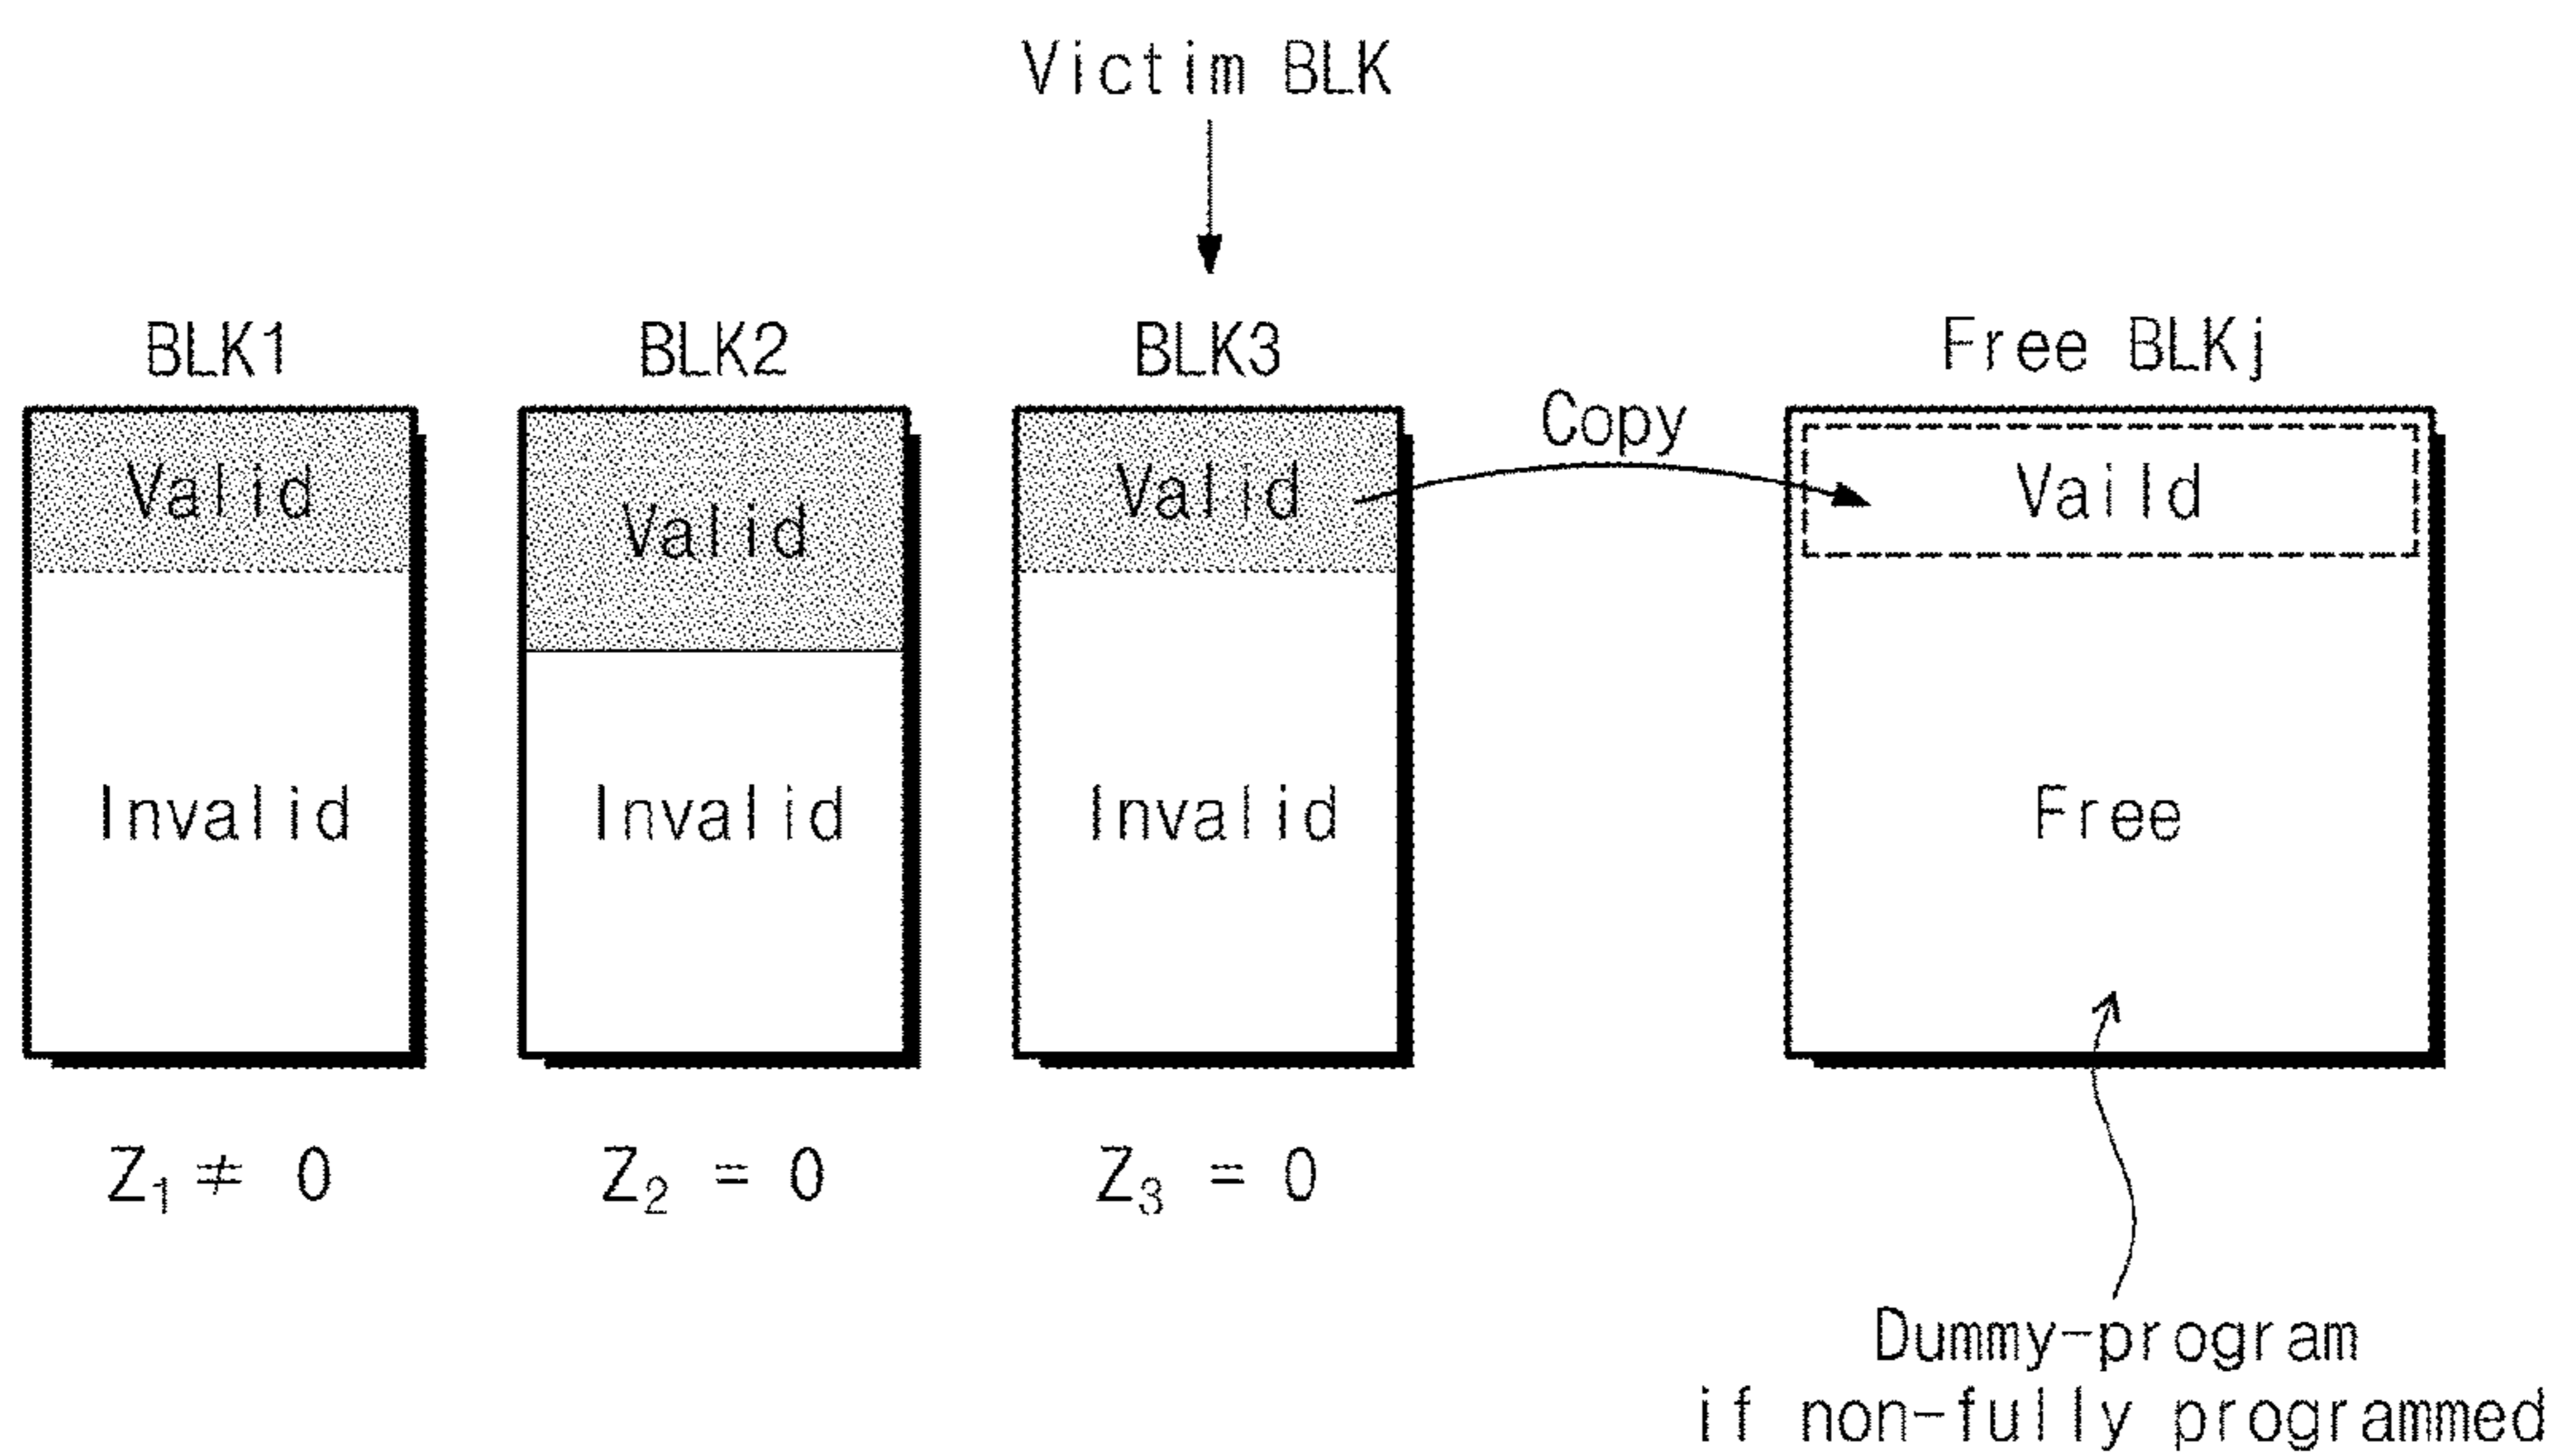 Victim BLK
BLK1
BLK2
BLK3
Free BLKj
Copy
Valid
Valid
Valid
Vaild
Invalid
Invalid
Invalid
Free
Z₁ ≠ 0
Z₂ = 0
Z₃ = 0
Dummy-program
if non-fully programmed